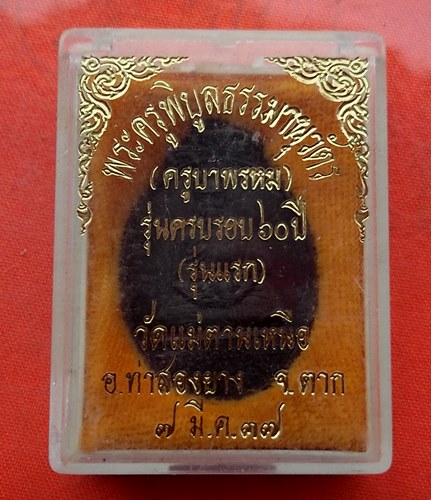 พระครูพิบูลธรรมานุวัตร
(ครูบาพรหม)
รุ่นครบรอบ ๖๐ ปี
(รุ่นแรก)
วัดแม่ตานเหนือ
อ.ท่าสองยาง จ.ตาก
๗ มี.ค.๓๗